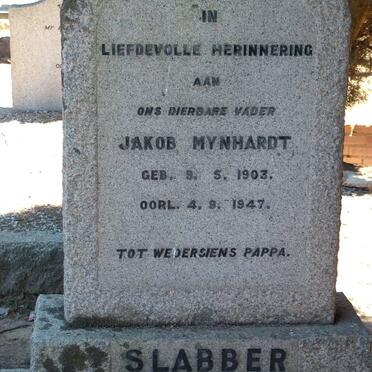 IN
LIEFDEVOLLE HERINNERING
AAN
ONS DIERBARE VADER
JAKOB MYNHARDT
GEB. 9. 5. 1903.
OORL. 4. 9. 1947.
TOT WEDERSIENS PAPPA.
SLABBER